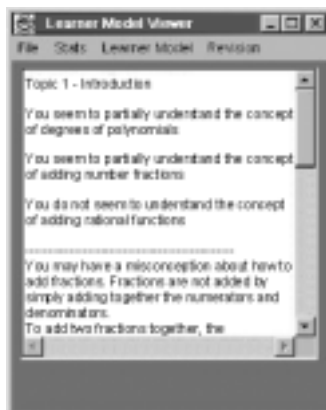 Learner Model Viewer
File Stats Learner Model Revision
Topic 1 - Introduction
You seem to partially understand the concept
of degrees of polynomials
You seem to partially understand the concept
of adding number fractions
You do not seem to understand the concept
of adding rational functions
----------------------------------------
You may have a misconception about how to
add fractions. Fractions are not added by
simply adding together the numerators and
denominators.
To add two fractions together, the